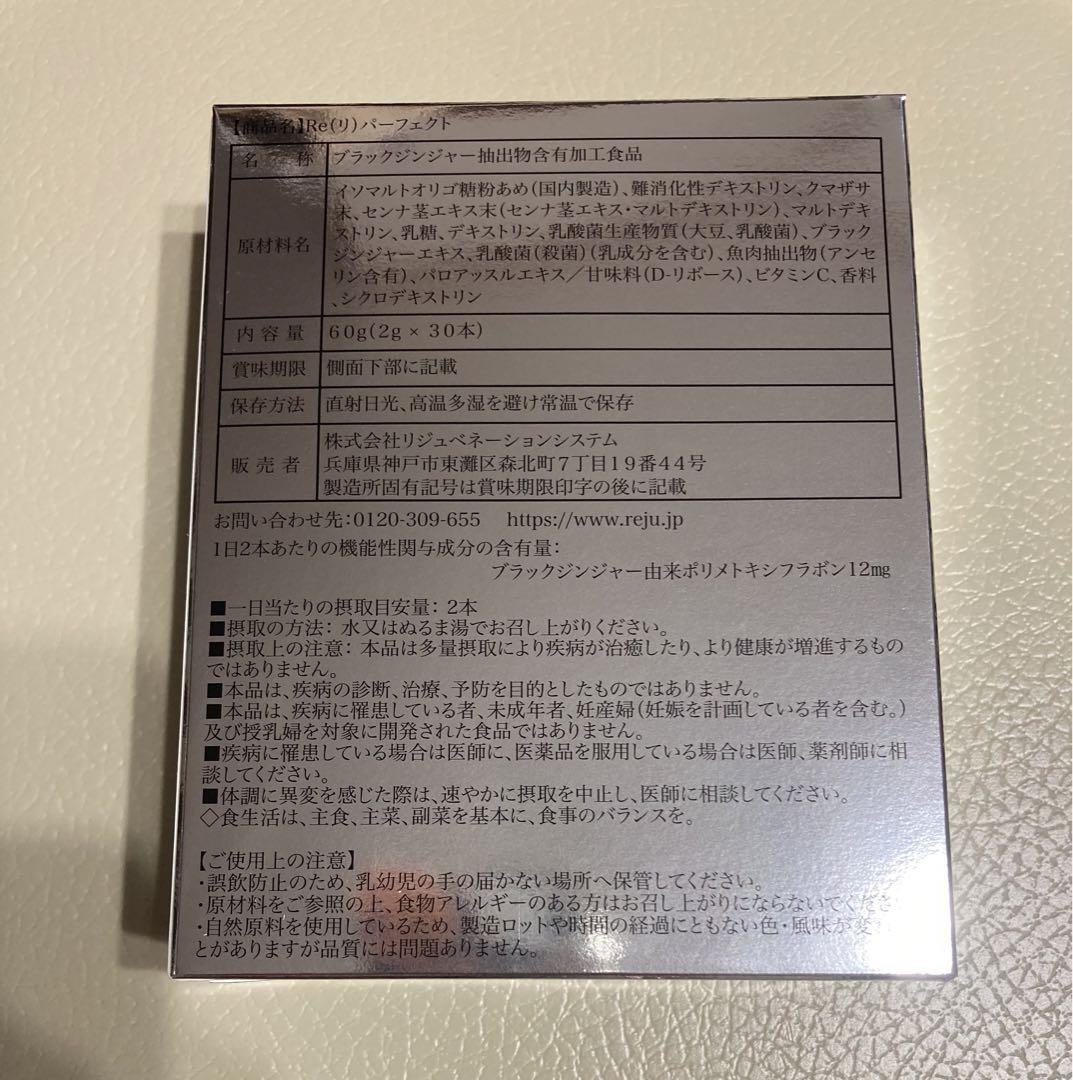 【商品名】Re(リ)パーフェクト
名称 ブラックジンジャー抽出物含有加工食品
原材料名 イソマルトオリゴ糖粉あめ(国内製造)、難消化性デキストリン、クマザサ
末、センナ茎エキス末(センナ茎エキス・マルトデキストリン)、マルトデキ
ストリン、乳糖、デキストリン、乳酸菌生産物質(大豆、乳酸菌)、ブラック
ジンジャーエキス、乳酸菌(殺菌)(乳成分を含む)、魚肉抽出物(アンセ
リン含有)、パロアッスルエキス/甘味料(D-リボース)、ビタミンC、香料
、シクロデキストリン
内容量 60g(2g × 30本)
賞味期限 側面下部に記載
保存方法 直射日光、高温多湿を避け常温で保存
販売者 株式会社リジュベネーションシステム
兵庫県神戸市東灘区森北町7丁目19番44号
製造所固有記号は賞味期限印字の後に記載
お問い合わせ先:0120-309-655 https://www.reju.jp
1日2本あたりの機能性関与成分の含有量:
ブラックジンジャー由来ポリメトキシフラボン12mg
■一日当たりの摂取目安量: 2本
■摂取の方法: 水又はぬるま湯でお召し上がりください。
■摂取上の注意: 本品は多量摂取により疾病が治癒したり、より健康が増進するもの
ではありません。
■本品は、疾病の診断、治療、予防を目的としたものではありません。
■本品は、疾病に罹患している者、未成年者、妊産婦(妊娠を計画している者を含む。)
及び授乳婦を対象に開発された食品ではありません。
■疾病に罹患している場合は医師に、医薬品を服用している場合は医師、薬剤師に相
談してください。
■体調に異変を感じた際は、速やかに摂取を中止し、医師に相談してください。
◇食生活は、主食、主菜、副菜を基本に、食事のバランスを。
【ご使用上の注意】
・誤飲防止のため、乳幼児の手の届かない場所へ保管してください。
・原材料をご参照の上、食物アレルギーのある方はお召し上がりにならないでくださ
・自然原料を使用しているため、製造ロットや時間の経過にともない色・風味が変わ
とがありますが品質には問題ありません。